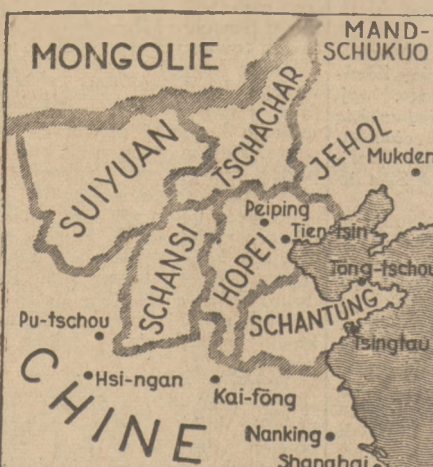 MONGOLIE
MAND-
SCHUKUO
TSCHACHAR
JEHOL
Mukden
SUIYUAN
Peiping
Tien-tsin
SCHANSI
HOPEI
Tong-tschou
SCHANTUNG
Pu-tschou
Tsingtau
Hsi-ngan
Kai-föng
CHINE
Nanking
Shanghai